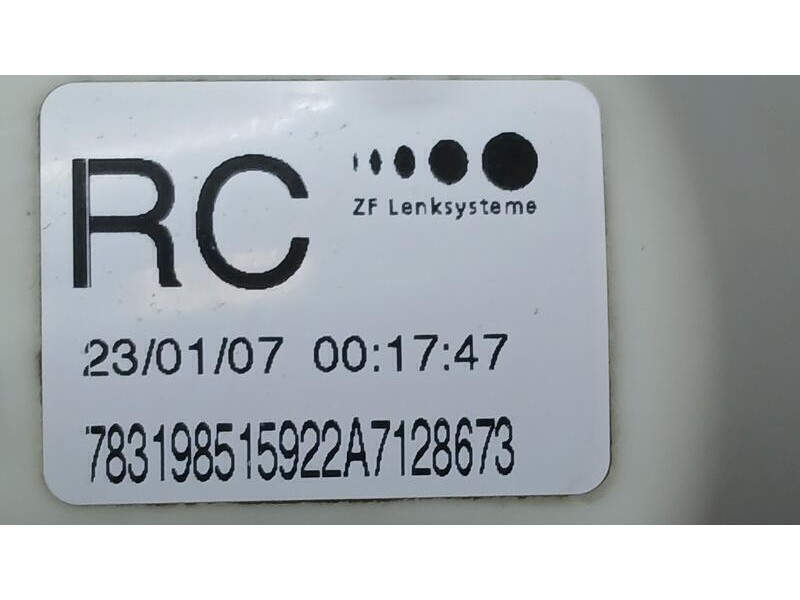 RC
ZF Lenksysteme
23/01/07 00:17:47
783198515922A7128673